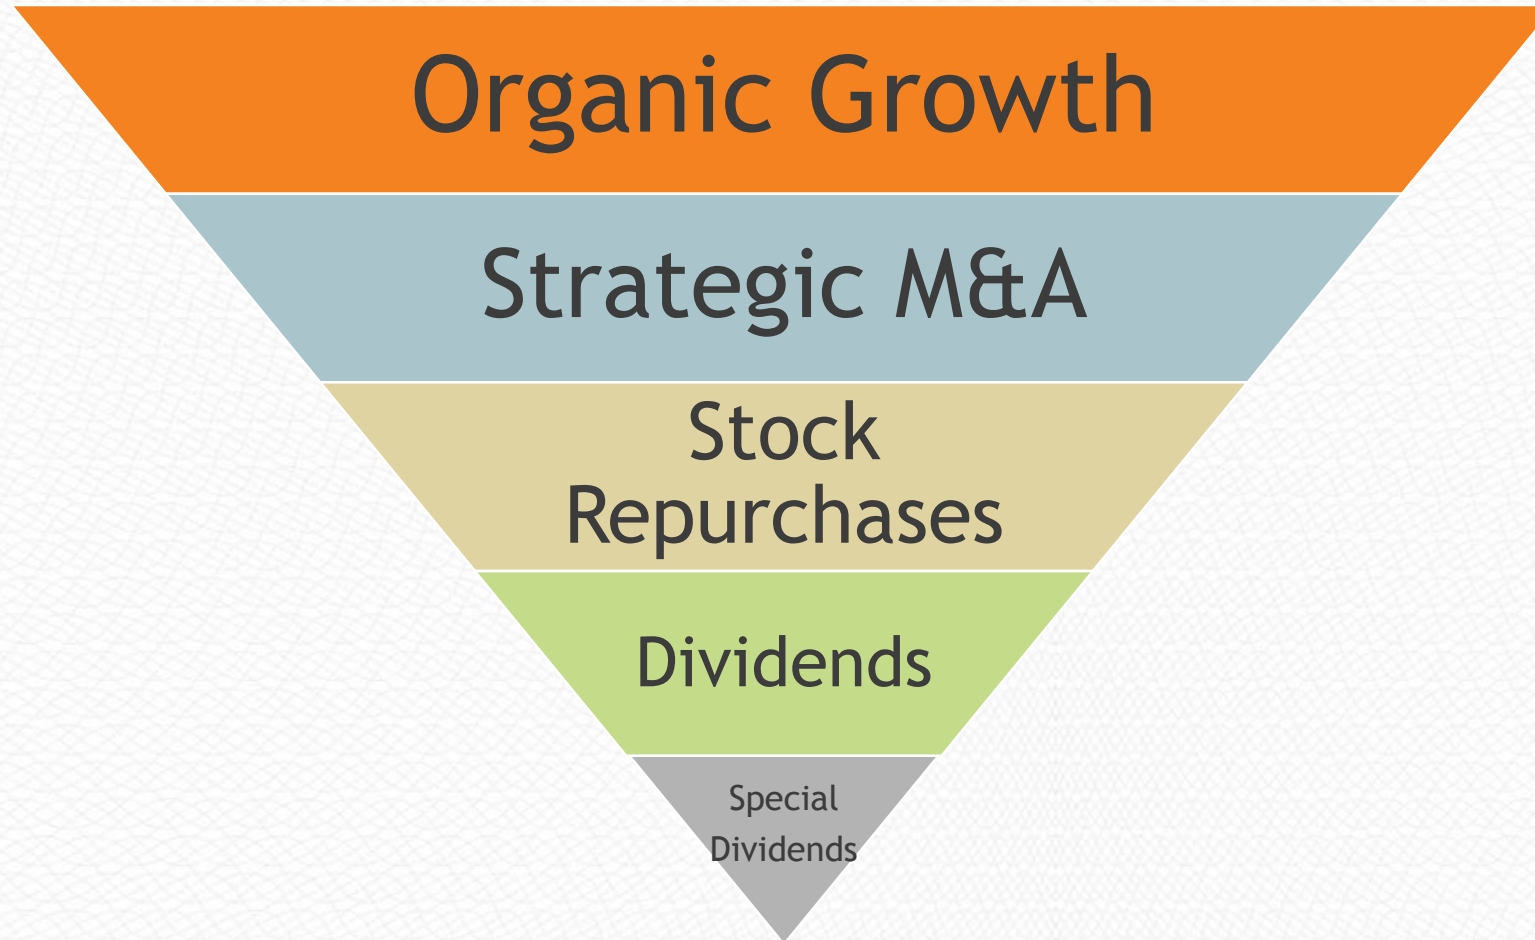 Organic Growth
Strategic M&A
Stock
Repurchases
Dividends
Special
Dividends